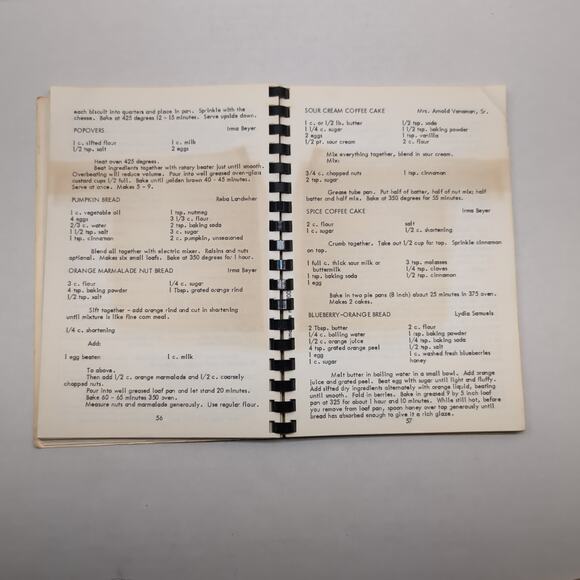 each biscuit into quarters and place in pan. Sprinkle with the
cheese. Bake at 425 degrees 12 - 15 minutes. Serve upside down.
POPOVERS Irma Beyer
1 c. sifted flour 1 c. milk
1/2 tsp. salt 2 eggs
Heat oven 425 degrees.
Beat ingredients together with rotary beater just until smooth.
Overbeating will reduce volume. Pour into well greased oven-glass
custard cups 1/2 full. Bake until golden brown 40 - 45 minutes.
Serve at once. Makes 5 - 9.
PUMPKIN BREAD Reba Landwher
1 c. vegetable oil 1 tsp. nutmeg
4 eggs 3 1/3 c. flour
2/3 c. water 2 tsp. baking soda
1 1/2 tsp. salt 3 c. sugar
1 tsp. cinnamon 2 c. pumpkin, unseasoned
Blend all together with electric mixer. Raisins and nuts
optional. Makes six small loafs. Bake at 350 degrees for 1 hour.
ORANGE MARMALADE NUT BREAD Irma Beyer
3 c. flour 1/4 c. sugar
4 tsp. baking powder 1 Tbsp. grated orange rind
1 1/2 tsp. salt
Sift together - add orange rind and cut in shortening
until mixture is like fine corn meal.
1/4 c. shortening
Add:
1 egg beaten 1 c. milk
To above.
Then add 1/2 c. orange marmalade and 1/2 c. coarsely
chopped nuts.
Pour into well greased loaf pan and let stand 20 minutes.
Bake 60 - 65 minutes 350 oven.
Measure nuts and marmalade generously. Use regular flour.
56
SOUR CREAM COFFEE CAKE Mrs. Arnold Venaman, Sr.
1 c. or 1/2 lb. butter 1/2 tsp. soda
1 1/4 c. sugar 1 1/2 tsp. baking powder
2 eggs 1 tsp. vanilla
1/2 pt. sour cream 2 c. flour
Mix everything together, blend in sour cream.
Mix:
3/4 c. chopped nuts 1 tsp. cinnamon
2 tsp. sugar
Grease tube pan. Put half of batter, half of nut mix; half
batter and half mix. Bake at 350 degrees for 55 minutes.
SPICE COFFEE CAKE Irma Beyer
2 c. flour salt
1 c. sugar 1/2 c. shortening
Crumb together. Take out 1/2 cup for top. Sprinkle cinnamon
on top.
1 full c. thick sour milk or 3 tsp. molasses
buttermilk 1/4 tsp. cloves
1 tsp. baking soda 1/2 tsp. cinnamon
1 egg
Bake in two pie pans (8 inch) about 25 minutes in 375 oven.
Makes 2 cakes.
BLUEBERRY-ORANGE BREAD Lydia Samuels
2 Tbsp. butter 2 c. flour
1/4 c. boiling water 1 tsp. baking powder
1/2 c. orange juice 1/4 tsp. baking soda
4 tsp. grated orange peel 1/2 tsp. salt
1 egg 1 c. washed fresh blueberries
1 c. sugar honey
Melt butter in boiling water in a small bowl. Add orange
juice and grated peel. Beat egg with sugar until light and fluffy.
Add sifted dry ingredients alternately with orange liquid, beating
until smooth. Fold in berries. Bake in greased 9 by 5 inch loaf
pan at 325 for about 1 hour and 10 minutes. While still hot, before
you remove from loaf pan, spoon honey over top generously until
bread has absorbed enough to give it a rich glaze.
57